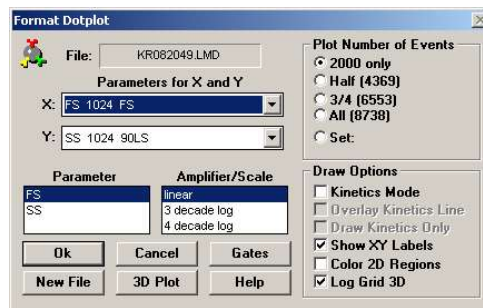 Format Dotplot
File: KR082049.LMD
Parameters for X and Y
X: FS 1024 FS
Y: SS 1024 90LS
Parameter
FS
SS
Amplifier/Scale
linear
3 decade log
4 decade log
Ok Cancel Gates
New File 3D Plot Help
Plot Number of Events
2000 only
Half (4369)
3/4 (6553)
All (8738)
Set:
Draw Options
Kinetics Mode
Overlay Kinetics Line
Draw Kinetics Only
Show XY Labels
Color 2D Regions
Log Grid 3D